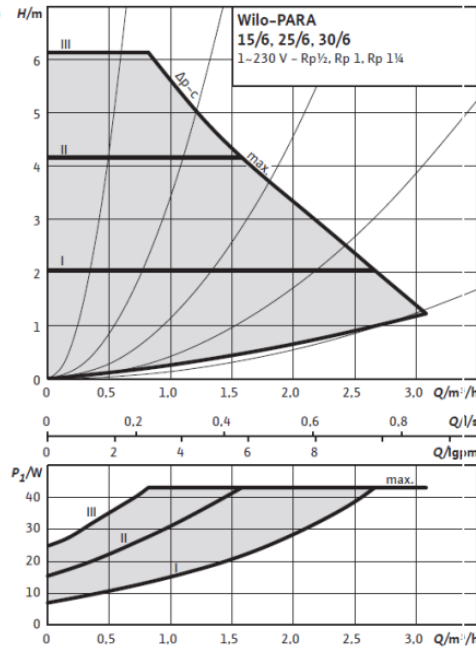 H/m
Wilo-PARA
15/6, 25/6, 30/6
1~230 V - Rp½, Rp 1, Rp 1¼
6
III
Δp-c
5
II
max.
4
3
I
2
1
0
0 0,5 1,0 1,5 2,0 2,5 3,0 Q/m³/h
0 0,2 0,4 0,6 0,8 Q/l/s
0 2 4 6 8 Q/lgpm
P₁/W
max.
40
III
30
II
20
I
10
0
0 0,5 1,0 1,5 2,0 2,5 3,0 Q/m³/h